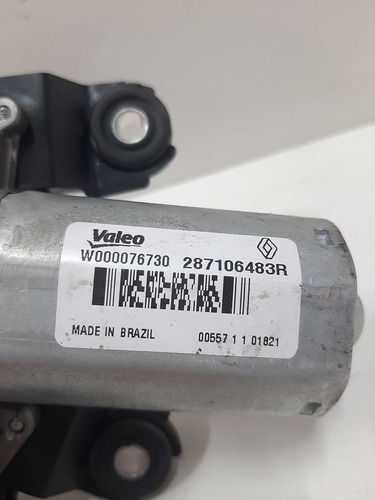 Valeo
W000076730 287106483R
MADE IN BRAZIL 00557 1 1 01821